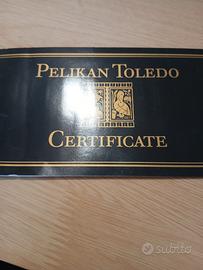 PELIKAN TOLEDO
CERTIFICATE
subito